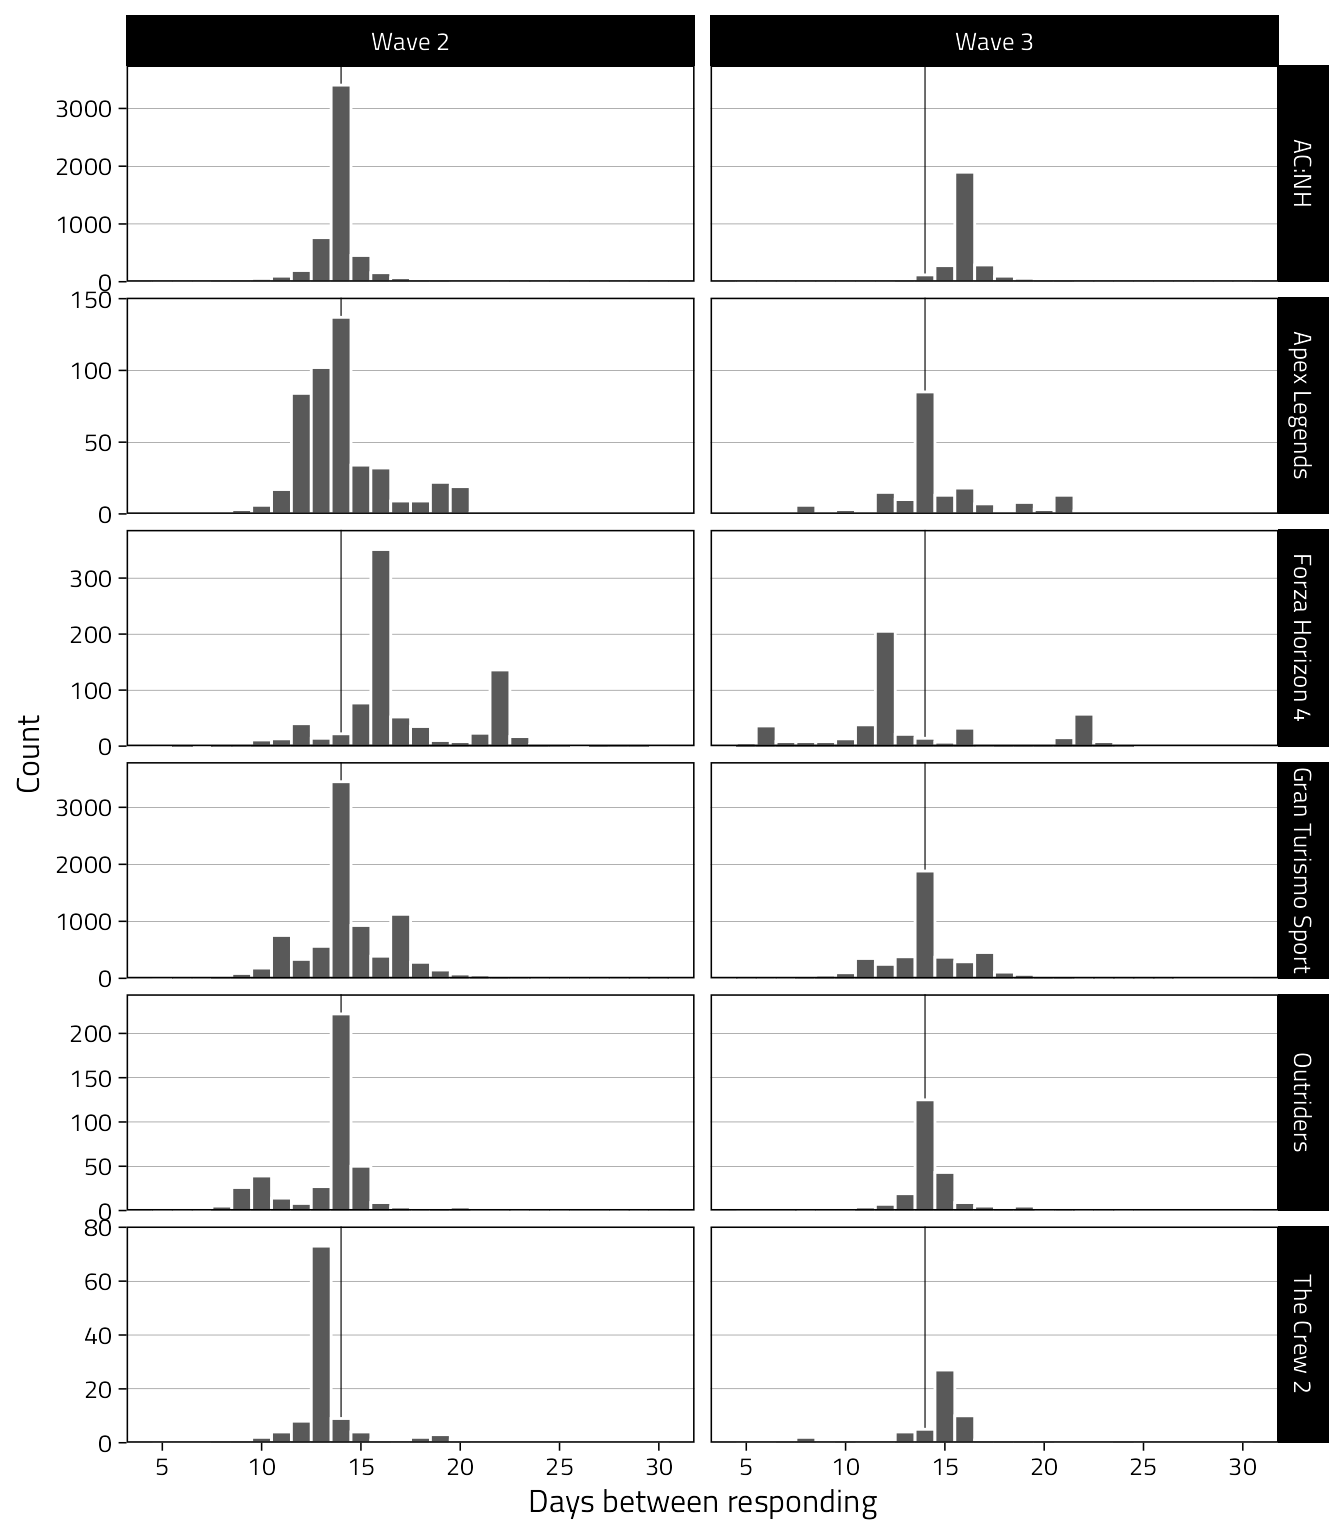 Wave 2
Wave 3
3000
2000
1000
0
AC:NH
150
100
50
0
Apex Legends
300
200
100
0
Forza Horizon 4
Count
3000
2000
1000
0
Gran Turismo Sport
200
150
100
50
0
Outriders
80
60
40
20
0
The Crew 2
5 10 15 20 25 30
5 10 15 20 25 30
Days between responding